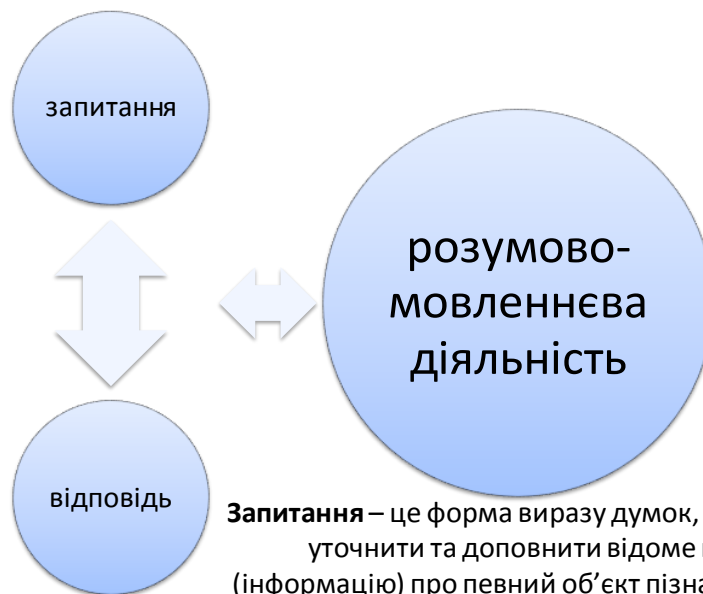 запитання
розумово-
мовленнєва
діяльність
відповідь
Запитання – це форма виразу думок,
уточнити та доповнити відоме
(інформацію) про певний об’єкт